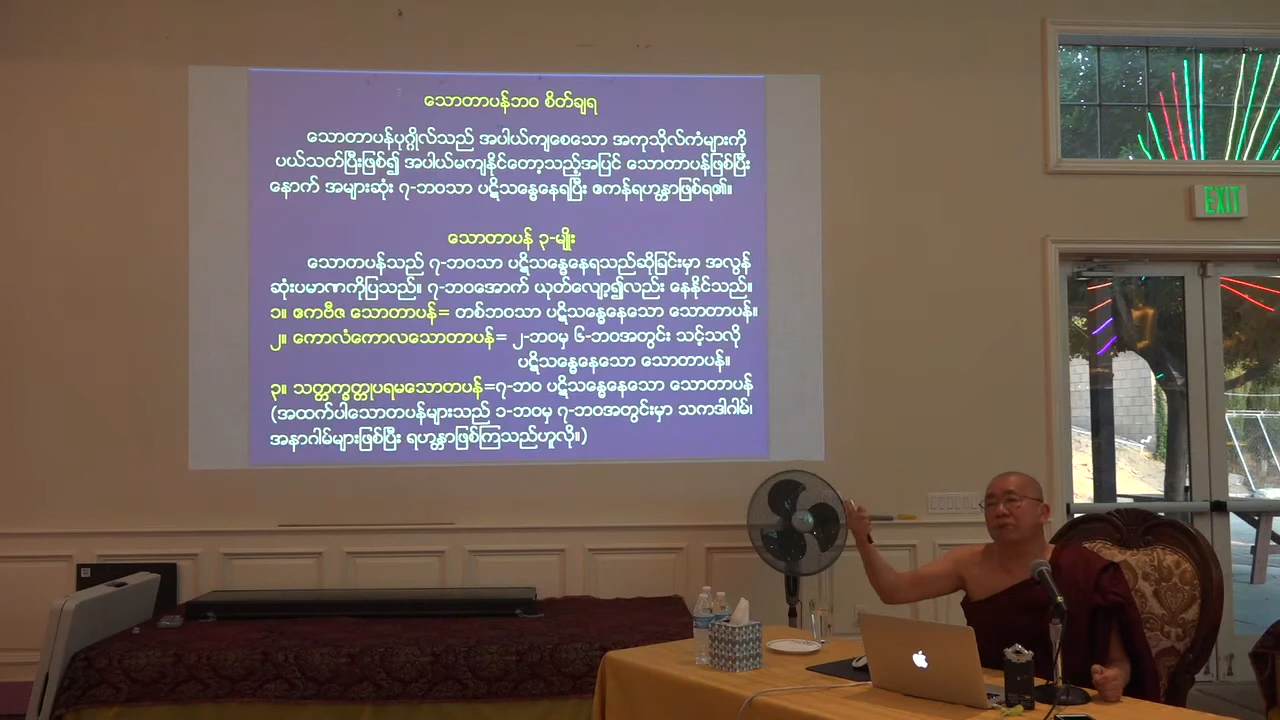 သောတာပန်ဘဝ စိတ်ချရ
သောတာပန်ပုဂ္ဂိုလ်သည် အပါယ်ကျစေသော အကုသိုလ်ကံများကို
ပယ်သတ်ပြီးဖြစ်၍ အပါယ်မကျနိုင်တော့သည့်အပြင် သောတာပန်ဖြစ်ပြီး
နောက် အများဆုံး ၇-ဘဝသာ ပဋိသန္ဓေနေရပြီး ဧကန်ရဟန္တာဖြစ်ရ၏။
သောတာပန် ၃-မျိုး
သောတပန်သည် ၇-ဘဝသာ ပဋိသန္ဓေနေရသည်ဆိုခြင်းမှာ အလွန်
ဆုံးပမာဏကိုပြသည်။ ၇-ဘဝအောက် ယုတ်လျော့၍လည်း နေနိုင်သည်။
၁။ ဧကဗီဇ သောတာပန်= တစ်ဘဝသာ ပဋိသန္ဓေနေသော သောတာပန်။
၂။ ကောလံကောလသောတာပန်= ၂-ဘဝမှ ၆-ဘဝအတွင်း သင့်သလို
ပဋိသန္ဓေနေသော သောတာပန်။
၃။ သတ္တက္ခတ္တုပရမသောတပန်=၇-ဘဝ ပဋိသန္ဓေနေသော သောတာပန်
(အထက်ပါသောတပန်များသည် ၁-ဘဝမှ ၇-ဘဝအတွင်းမှာ သကဒါဂါမ်၊
အနာဂါမ်များဖြစ်ပြီး ရဟန္တာဖြစ်ကြသည်ဟူလို။)
EXIT